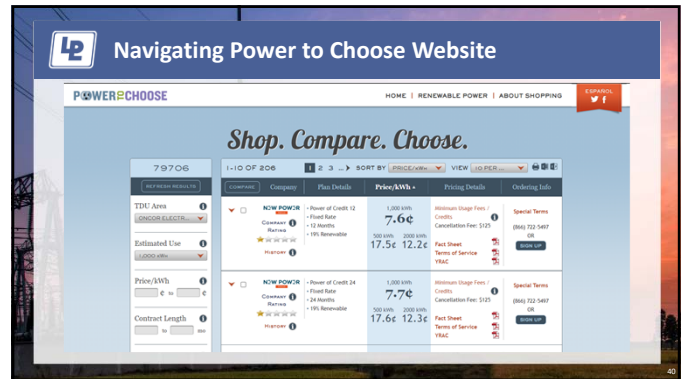 LP
Navigating Power to Choose Website
POWER TO CHOOSE
HOME | RENEWABLE POWER | ABOUT SHOPPING
ESPAÑOL
Shop. Compare. Choose.
79706
1-10 OF 206
1 2 3 ...
SORT BY PRICE/kWh
VIEW 10 PER ...
REFRESH RESULTS
COMPARE
Company
Plan Details
Price/kWh
Pricing Details
Ordering Info
TDU Area
ONCOR ELECTR...
Estimated Use
1,000 kWh
Price/kWh
¢ to ¢
Contract Length
to mo
NOW POWER
COMPANY
RATING
HISTORY
• Power of Credit 12
• Fixed Rate
• 12 Months
• 19% Renewable
1,000 kWh
7.6¢
500 kWh 2000 kWh
17.5¢ 12.2¢
Minimum Usage Fees /
Credits
Cancellation Fee: $125
Fact Sheet
Terms of Service
YRAC
Special Terms
(866) 722-5497
OR
SIGN UP
NOW POWER
COMPANY
RATING
HISTORY
• Power of Credit 24
• Fixed Rate
• 24 Months
• 19% Renewable
1,000 kWh
7.7¢
500 kWh 2000 kWh
17.6¢ 12.3¢
Minimum Usage Fees /
Credits
Cancellation Fee: $125
Fact Sheet
Terms of Service
YRAC
Special Terms
(866) 722-5497
OR
SIGN UP
40